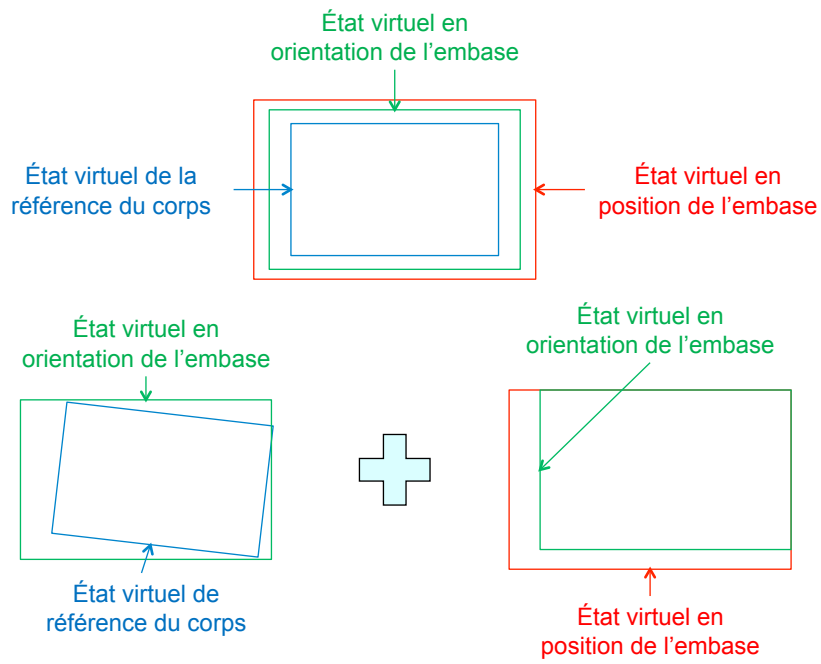 État virtuel en
orientation de l’embase
État virtuel de la
référence du corps
État virtuel en
position de l’embase
État virtuel en
orientation de l’embase
État virtuel en
orientation de l’embase
État virtuel de
référence du corps
État virtuel en
position de l’embase